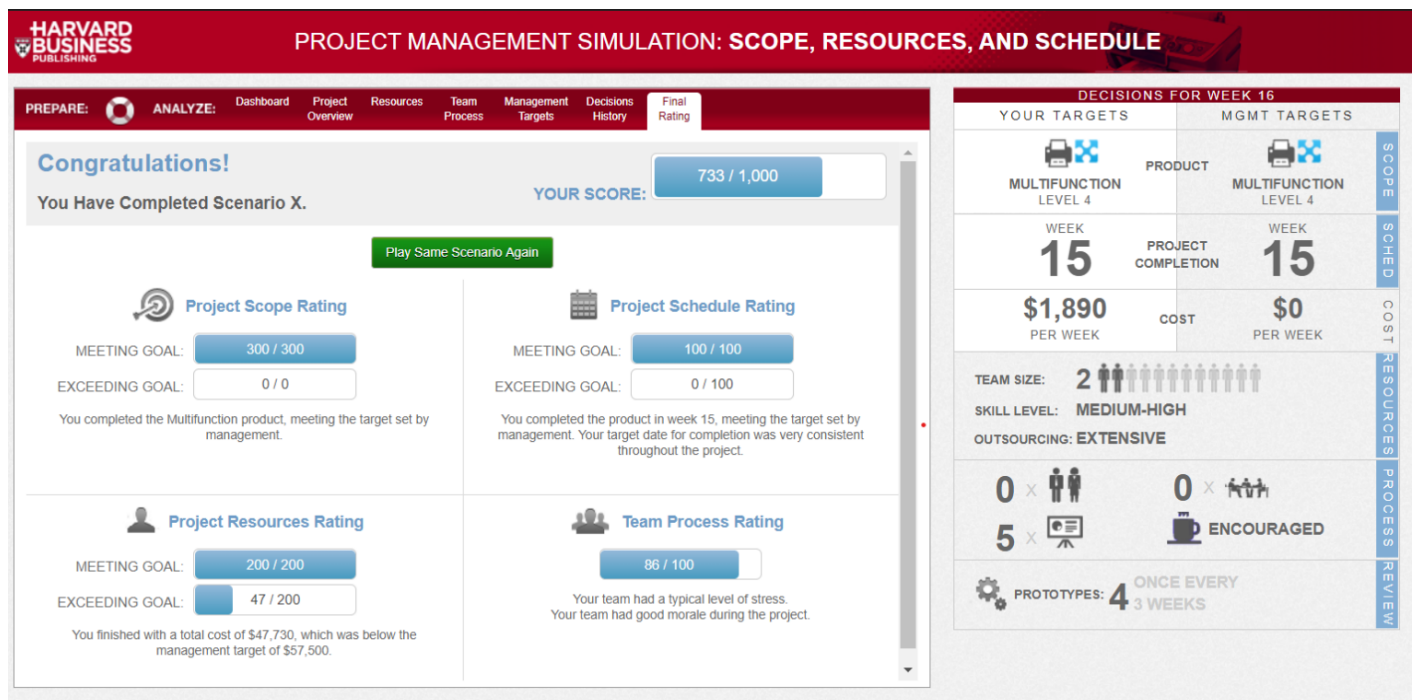 HARVARD
BUSINESS
PUBLISHING
PROJECT MANAGEMENT SIMULATION: SCOPE, RESOURCES, AND SCHEDULE
PREPARE:
ANALYZE:
Dashboard
Project
Overview
Resources
Team
Process
Management
Targets
Decisions
History
Final
Rating
Congratulations!
You Have Completed Scenario X.
YOUR SCORE:
733 / 1,000
Play Same Scenario Again
Project Scope Rating
MEETING GOAL: 300 / 300
EXCEEDING GOAL: 0 / 0
You completed the Multifunction product, meeting the target set by
management.
Project Schedule Rating
MEETING GOAL: 100 / 100
EXCEEDING GOAL: 0 / 100
You completed the product in week 15, meeting the target set by
management. Your target date for completion was very consistent
throughout the project.
Project Resources Rating
MEETING GOAL: 200 / 200
EXCEEDING GOAL: 47 / 200
You finished with a total cost of $47,730, which was below the
management target of $57,500.
Team Process Rating
86 / 100
Your team had a typical level of stress.
Your team had good morale during the project.
DECISIONS FOR WEEK 16
YOUR TARGETS
MGMT TARGETS
PRODUCT
MULTIFUNCTION
LEVEL 4
MULTIFUNCTION
LEVEL 4
SCOPE
WEEK
15
PROJECT
COMPLETION
WEEK
15
SCHED
$1,890
PER WEEK
COST
$0
PER WEEK
COST
TEAM SIZE: 2
SKILL LEVEL: MEDIUM-HIGH
OUTSOURCING: EXTENSIVE
RESOURCES
0 x
0 x
5 x
ENCOURAGED
PROCESS
PROTOTYPES: 4
ONCE EVERY
3 WEEKS
REVIEW